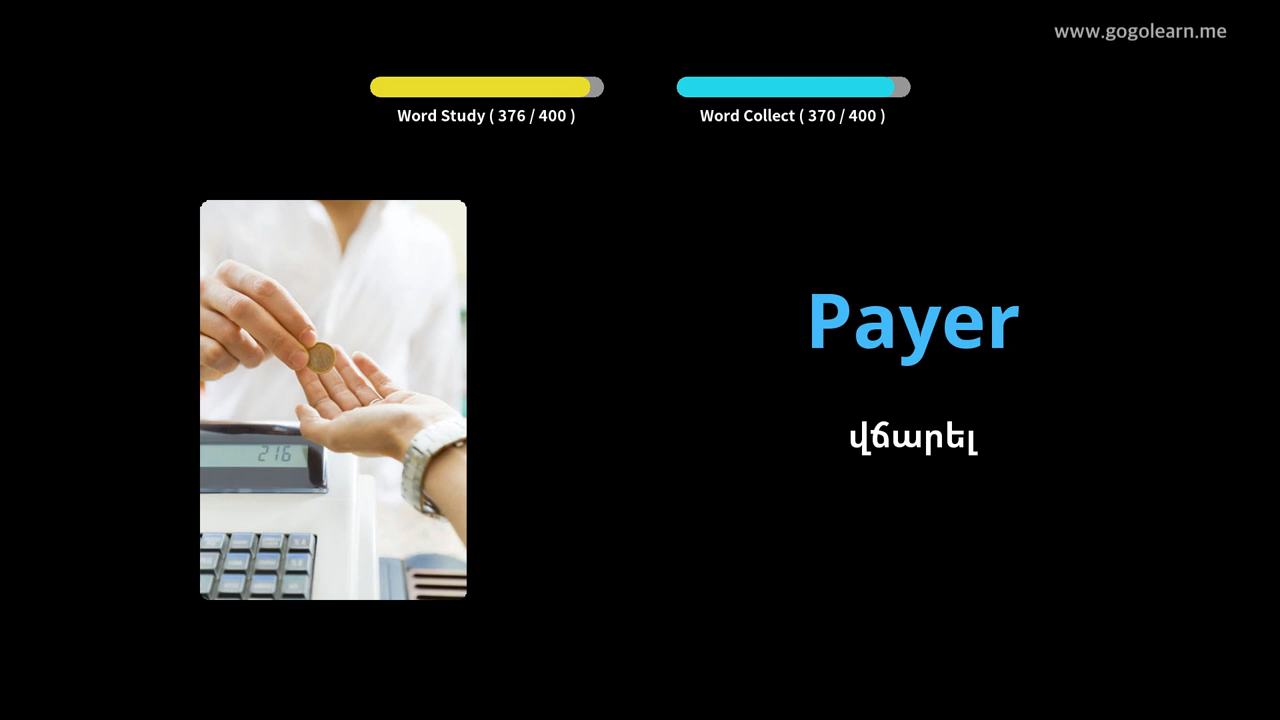 www.gogolearn.me
Word Study ( 376 / 400 )
Word Collect ( 370 / 400 )
Payer
վճարել
216